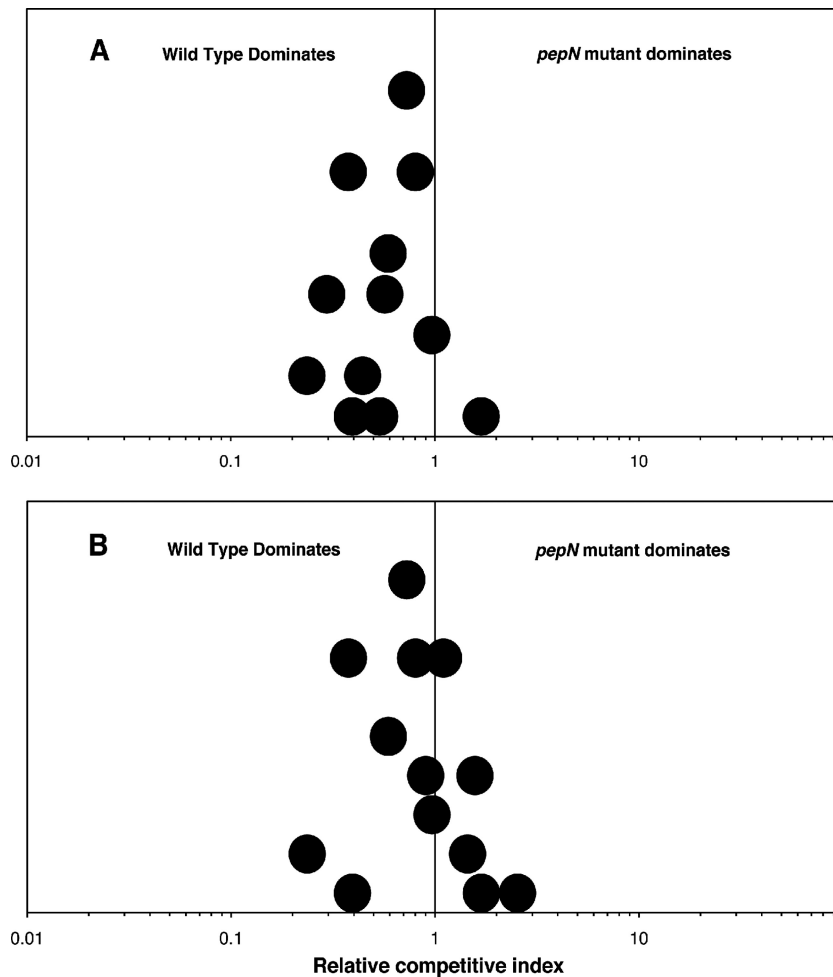 A
Wild Type Dominates
pepN mutant dominates
0.01 0.1 1 10
B
Wild Type Dominates
pepN mutant dominates
0.01 0.1 1 10
Relative competitive index